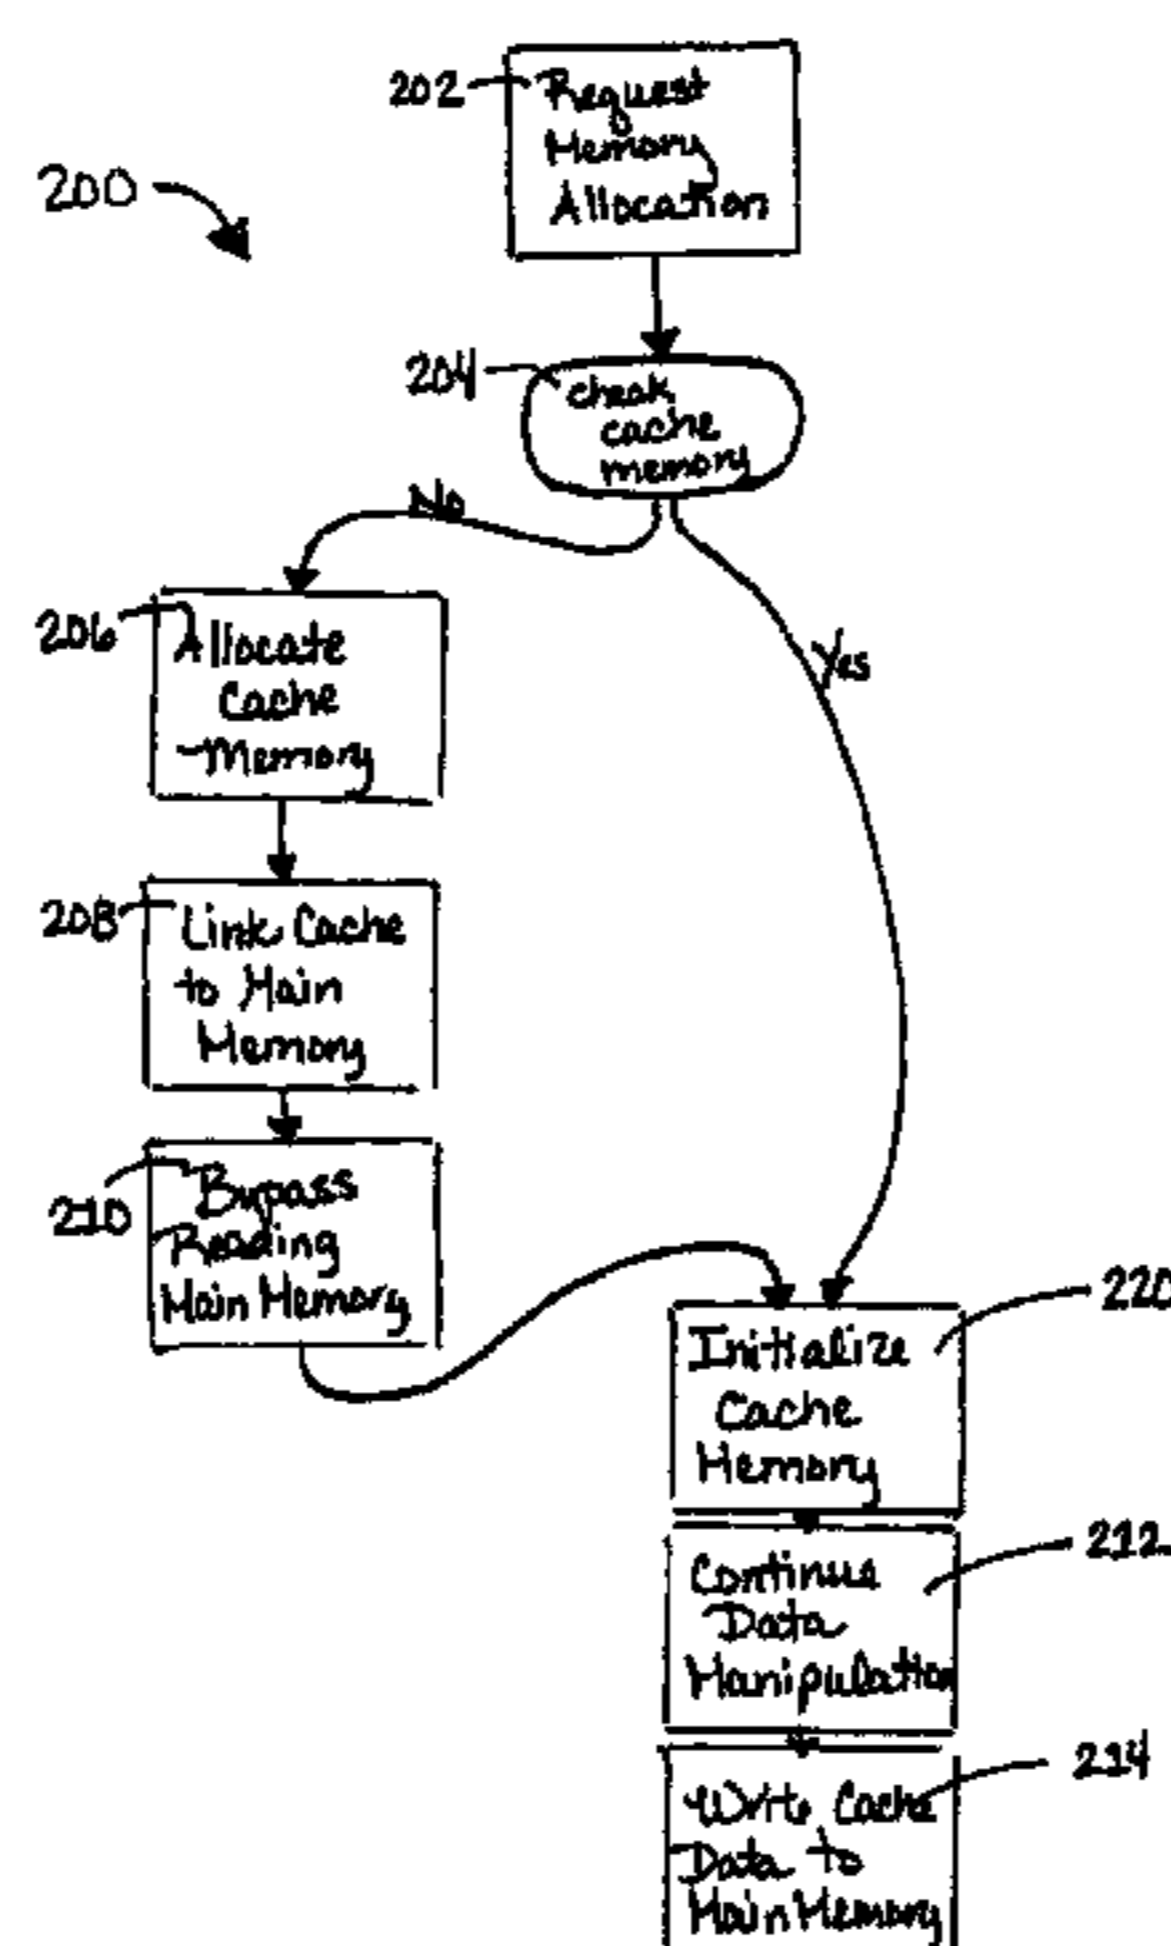 202
Request
Memory
Allocation
200
204
check
cache
memory
No
Yes
206
Allocate
Cache
Memory
208
Link Cache
to Main
Memory
210
Bypass
Reading
Main Memory
220
Initialize
Cache
Memory
212
Continue
Data
Manipulation
214
Write Cache
Data to
Main Memory